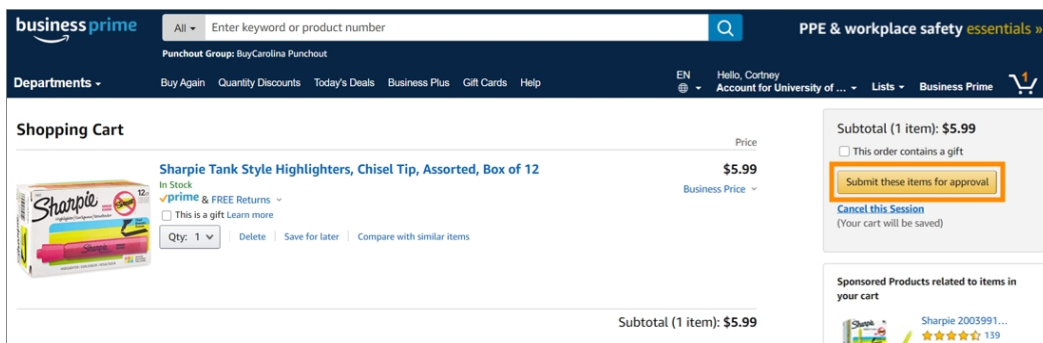 business prime
All
Enter keyword or product number
PPE & workplace safety essentials »
Punchout Group: BuyCarolina Punchout
Departments
Buy Again Quantity Discounts Today's Deals Business Plus Gift Cards Help
EN
Hello, Cortney
Account for University of ...
Lists
Business Prime
1
Shopping Cart
Price
Sharpie Tank Style Highlighters, Chisel Tip, Assorted, Box of 12
$5.99
In Stock
Business Price
prime & FREE Returns
This is a gift Learn more
Qty: 1
Delete
Save for later
Compare with similar items
Sharpie
12
Sharpie
Subtotal (1 item): $5.99
Subtotal (1 item): $5.99
This order contains a gift
Submit these items for approval
Cancel this Session
(Your cart will be saved)
Sponsored Products related to items in
your cart
Sharpie
Sharpie 2003991...
139